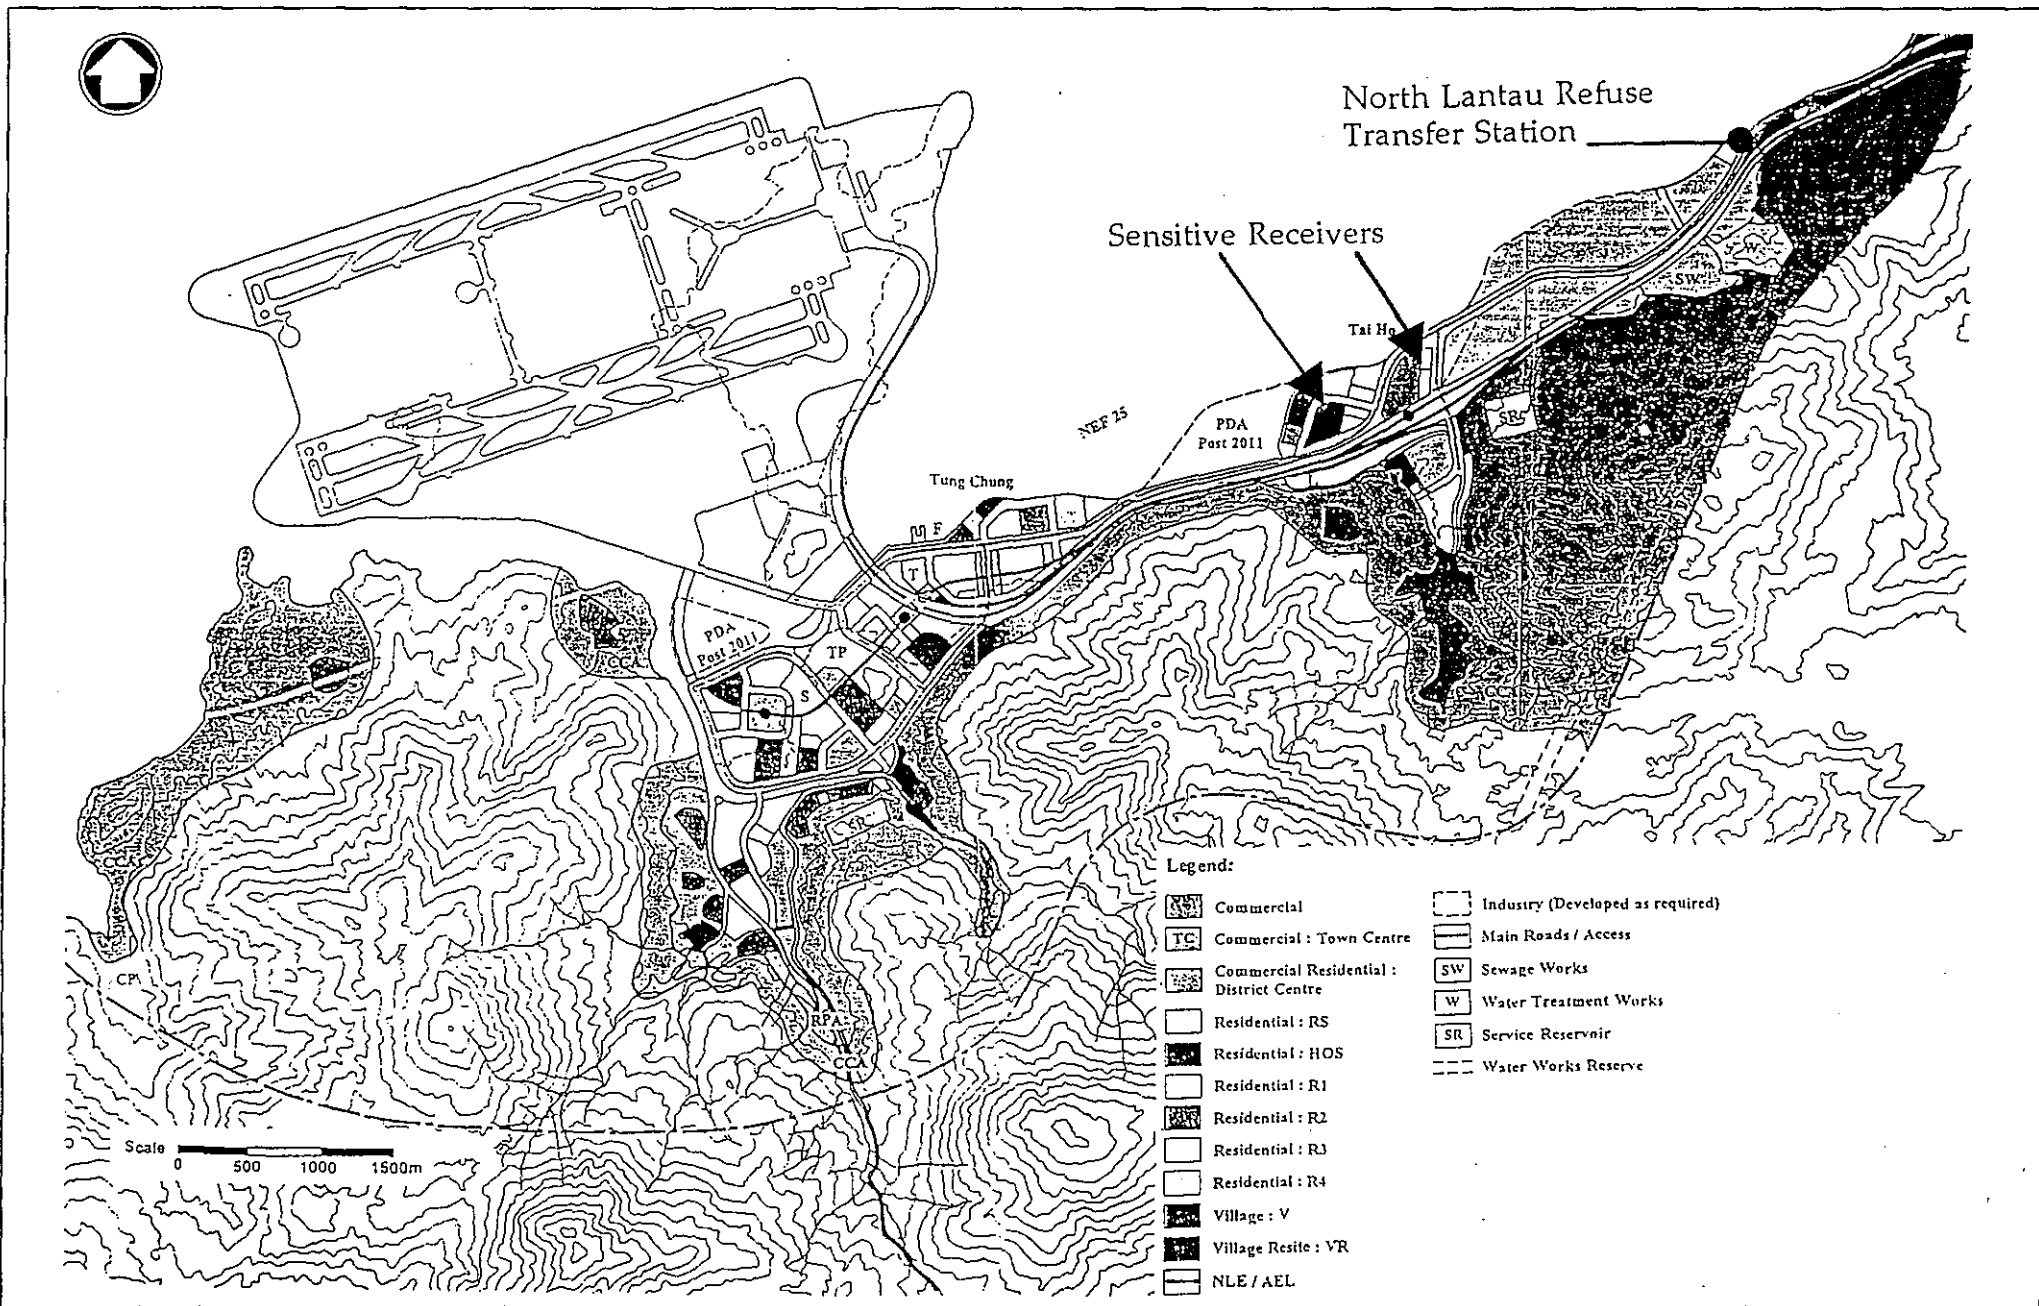 North Lantau Refuse
Transfer Station
Sensitive Receivers
W
SW
Tai Ho
SR
NEF 25
PDA
Post 2011
Tung Chung
F
T
PDA
Post 2011
TP
CCA
S
SR
CCA
CP
CP
RPA
CCA
Legend:
Commercial
TC Commercial : Town Centre
Commercial Residential :
District Centre
Residential : RS
Residential : HOS
Residential : R1
Residential : R2
Residential : R3
Residential : R4
Village : V
Village Resite : VR
NLE / AEL
Industry (Developed as required)
Main Roads / Access
SW Sewage Works
W Water Treatment Works
SR Service Reservoir
Water Works Reserve
Scale
0 500 1000 1500m